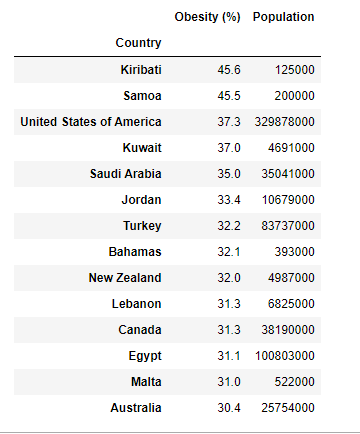 Obesity (%) Population
Country
Kiribati 45.6 125000
Samoa 45.5 200000
United States of America 37.3 329878000
Kuwait 37.0 4691000
Saudi Arabia 35.0 35041000
Jordan 33.4 10679000
Turkey 32.2 83737000
Bahamas 32.1 393000
New Zealand 32.0 4987000
Lebanon 31.3 6825000
Canada 31.3 38190000
Egypt 31.1 100803000
Malta 31.0 522000
Australia 30.4 25754000